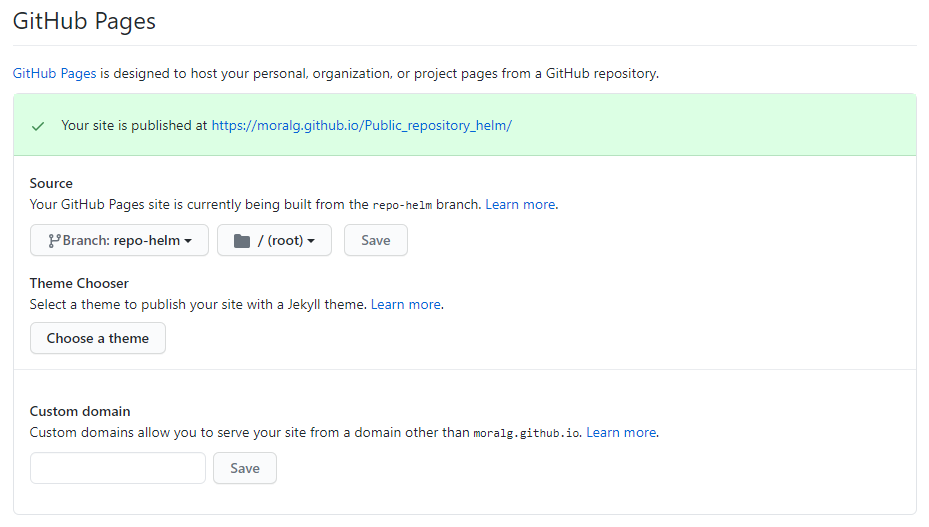 GitHub Pages
GitHub Pages is designed to host your personal, organization, or project pages from a GitHub repository.
Your site is published at https://moralg.github.io/Public_repository_helm/
Source
Your GitHub Pages site is currently being built from the repo-helm branch. Learn more.
Branch: repo-helm / (root) Save
Theme Chooser
Select a theme to publish your site with a Jekyll theme. Learn more.
Choose a theme
Custom domain
Custom domains allow you to serve your site from a domain other than moralg.github.io. Learn more.
Save